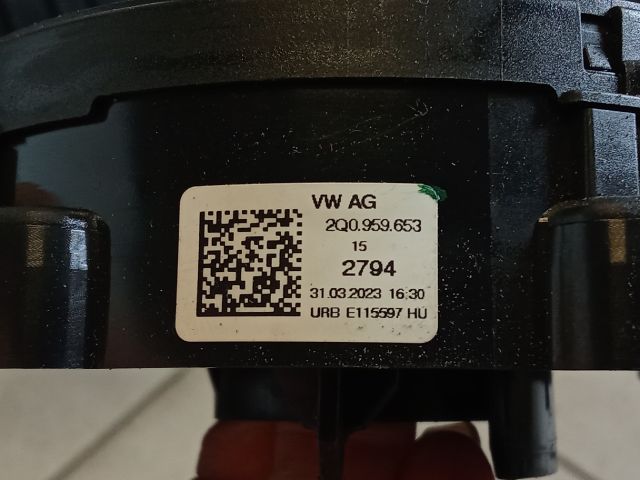 VW AG
2Q0.959.653
15
2794
31.03.2023 16:30
URB E115597 HU